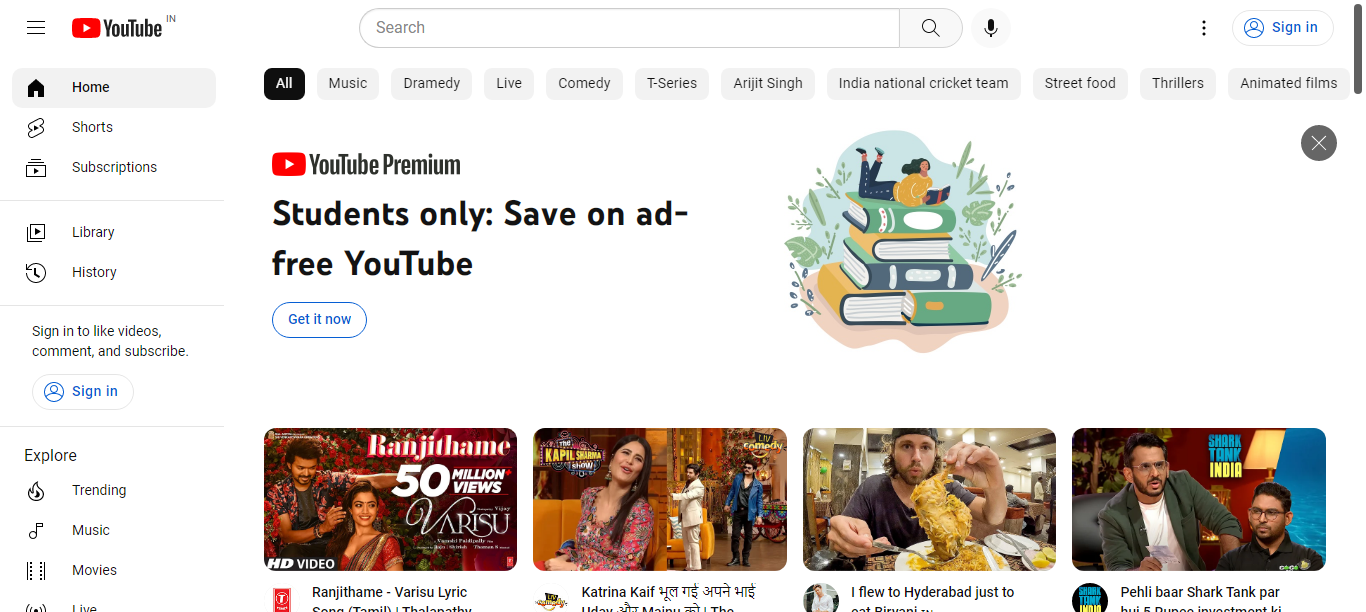 YouTube IN
Search
Sign in
Home
Shorts
Subscriptions
Library
History
Sign in to like videos,
comment, and subscribe.
Sign in
Explore
Trending
Music
Movies
Live
All Music Dramedy Live Comedy T-Series Arijit Singh India national cricket team Street food Thrillers Animated films
YouTube Premium
Students only: Save on ad-
free YouTube
Get it now
Ranjithame
50 MILLION+
VIEWS
VARISU
HD VIDEO
Ranjithame - Varisu Lyric
Song (Tamil) | Thalapathy
The
KAPIL SHARMA
Show
LIV
comedy
Katrina Kaif भूल गई अपने भाई
Uday और Majnu को | The
I flew to Hyderabad just to
eat Biryani
SHARK
TANK
INDIA
Pehli baar Shark Tank par
hui 5 Rupee investment ki